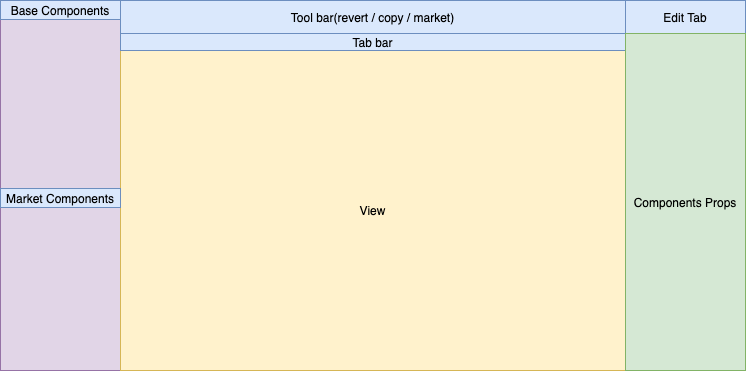 Base Components
Tool bar(revert / copy / market)
Edit Tab
Tab bar
Market Components
View
Components Props